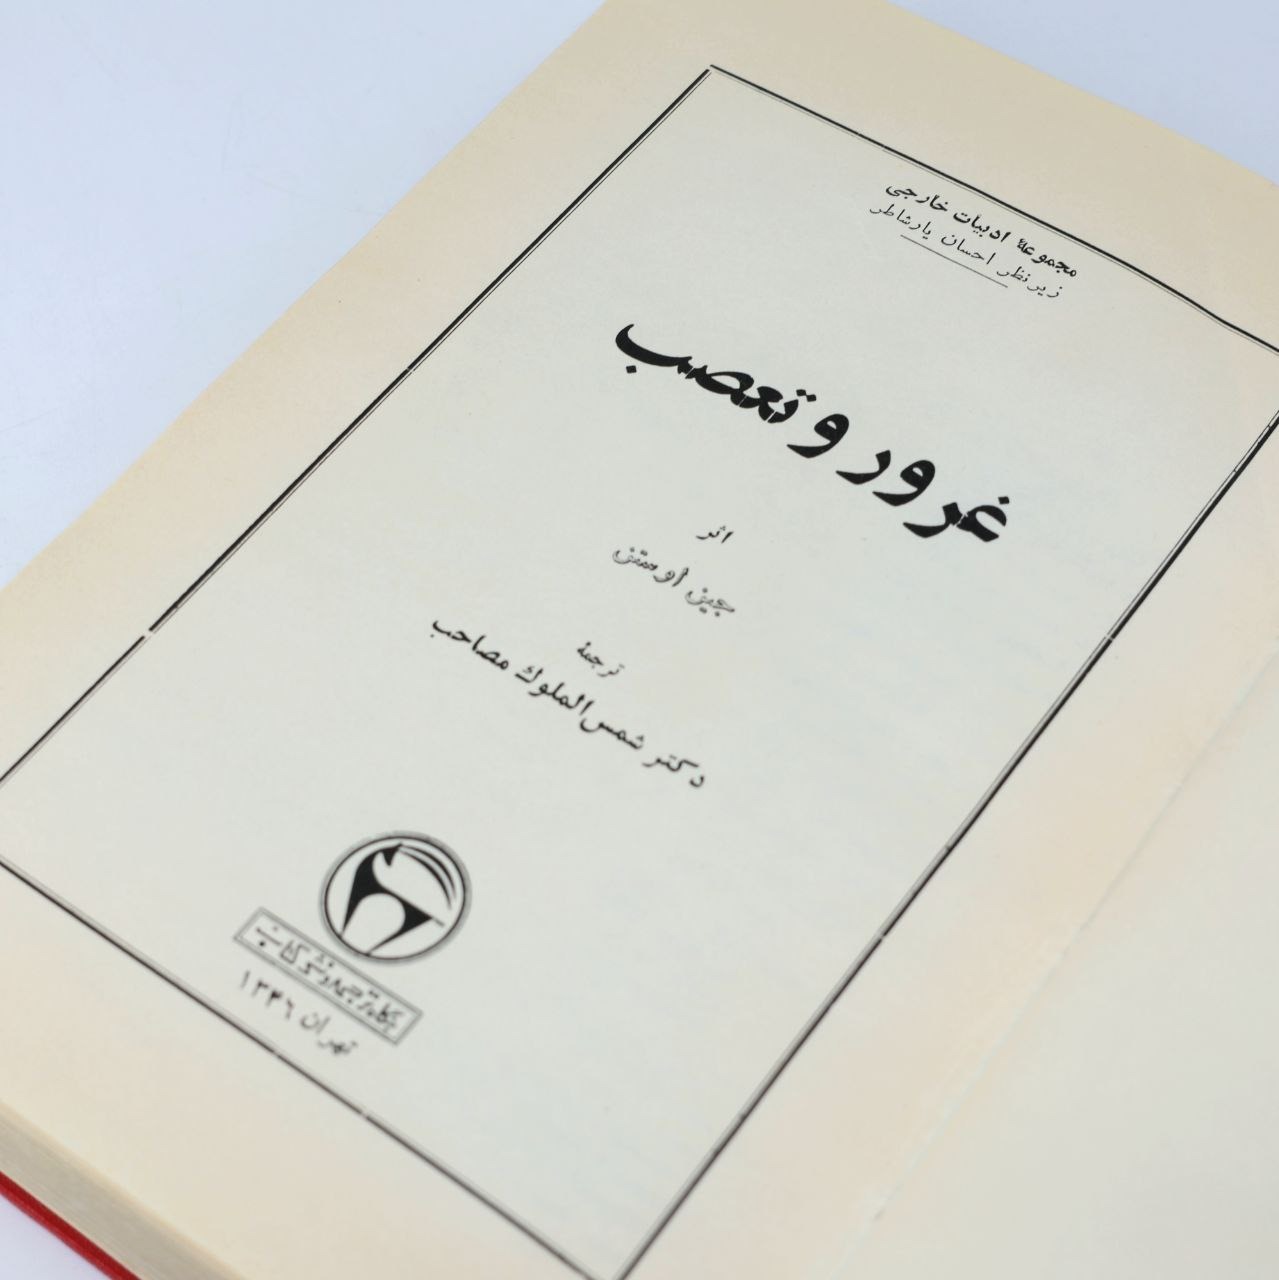 مجموعهٔ ادبیات خارجی
زیر نظر احسان یارشاطر
غرور و تعصب
اثر
جین اوستن
ترجمهٔ
دکتر شمس‌الملوك مصاحب
بنگاه ترجمه و نشر کتاب
تهران ۱۳۴۶